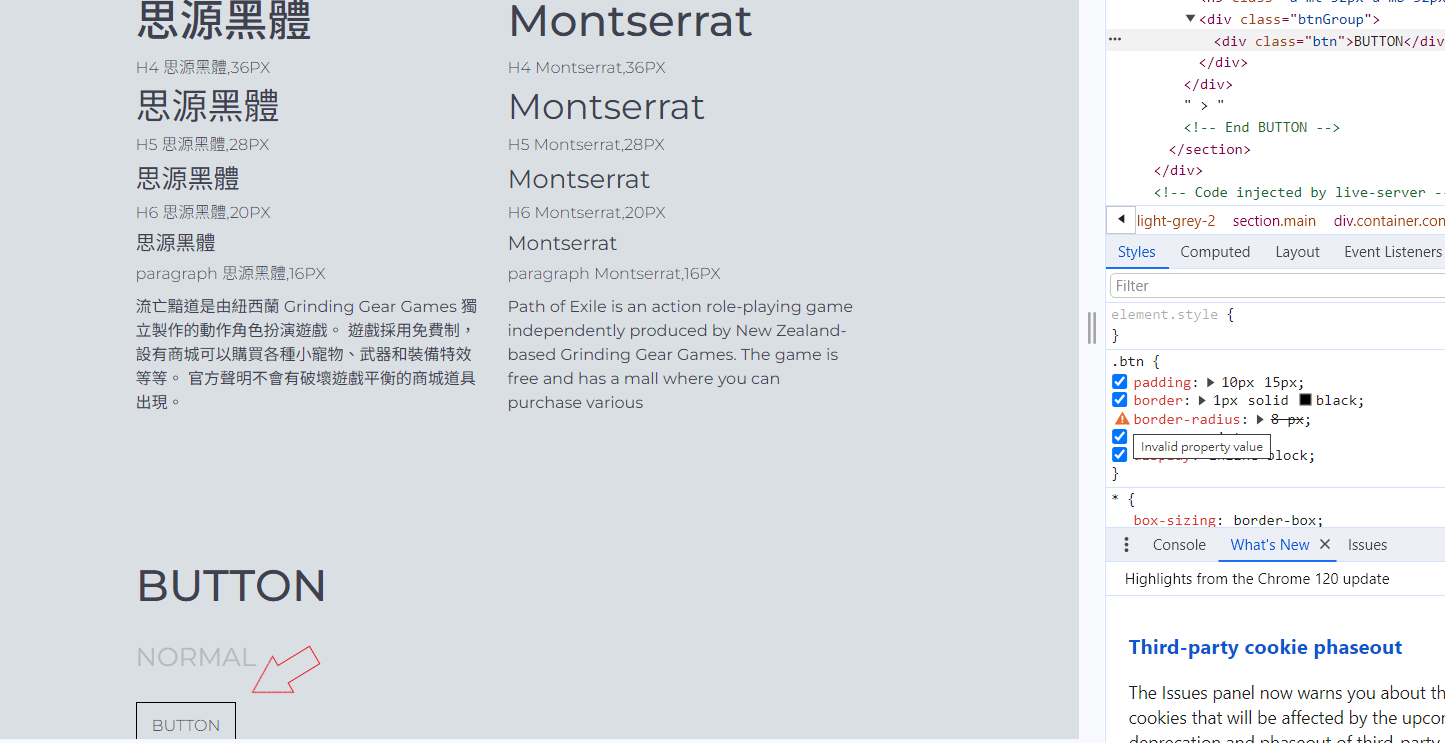 思源黑體
H4 思源黑體,36PX
思源黑體
H5 思源黑體,28PX
思源黑體
H6 思源黑體,20PX
思源黑體
paragraph 思源黑體,16PX
流亡黯道是由紐西蘭 Grinding Gear Games 獨
立製作的動作角色扮演遊戲。 遊戲採用免費制，
設有商城可以購買各種小寵物、武器和裝備特效
等等。 官方聲明不會有破壞遊戲平衡的商城道具
出現。
Montserrat
H4 Montserrat,36PX
Montserrat
H5 Montserrat,28PX
Montserrat
H6 Montserrat,20PX
Montserrat
paragraph Montserrat,16PX
Path of Exile is an action role-playing game
independently produced by New Zealand-
based Grinding Gear Games. The game is
free and has a mall where you can
purchase various
BUTTON
NORMAL
BUTTON
<div class="btnGroup">
<div class="btn">BUTTON</div
</div>
</div>
" > "
<!-- End BUTTON -->
</section>
</div>
<!-- Code injected by live-server -
light-grey-2 section.main div.container.con
Styles Computed Layout Event Listeners
Filter
element.style {
}
.btn {
padding: 10px 15px;
border: 1px solid black;
border-radius: 8 px;
Invalid property value
block;
}
* {
box-sizing: border-box;
Console What's New Issues
Highlights from the Chrome 120 update
Third-party cookie phaseout
The Issues panel now warns you about th
cookies that will be affected by the upcor
deprecation and phaseout of third-party